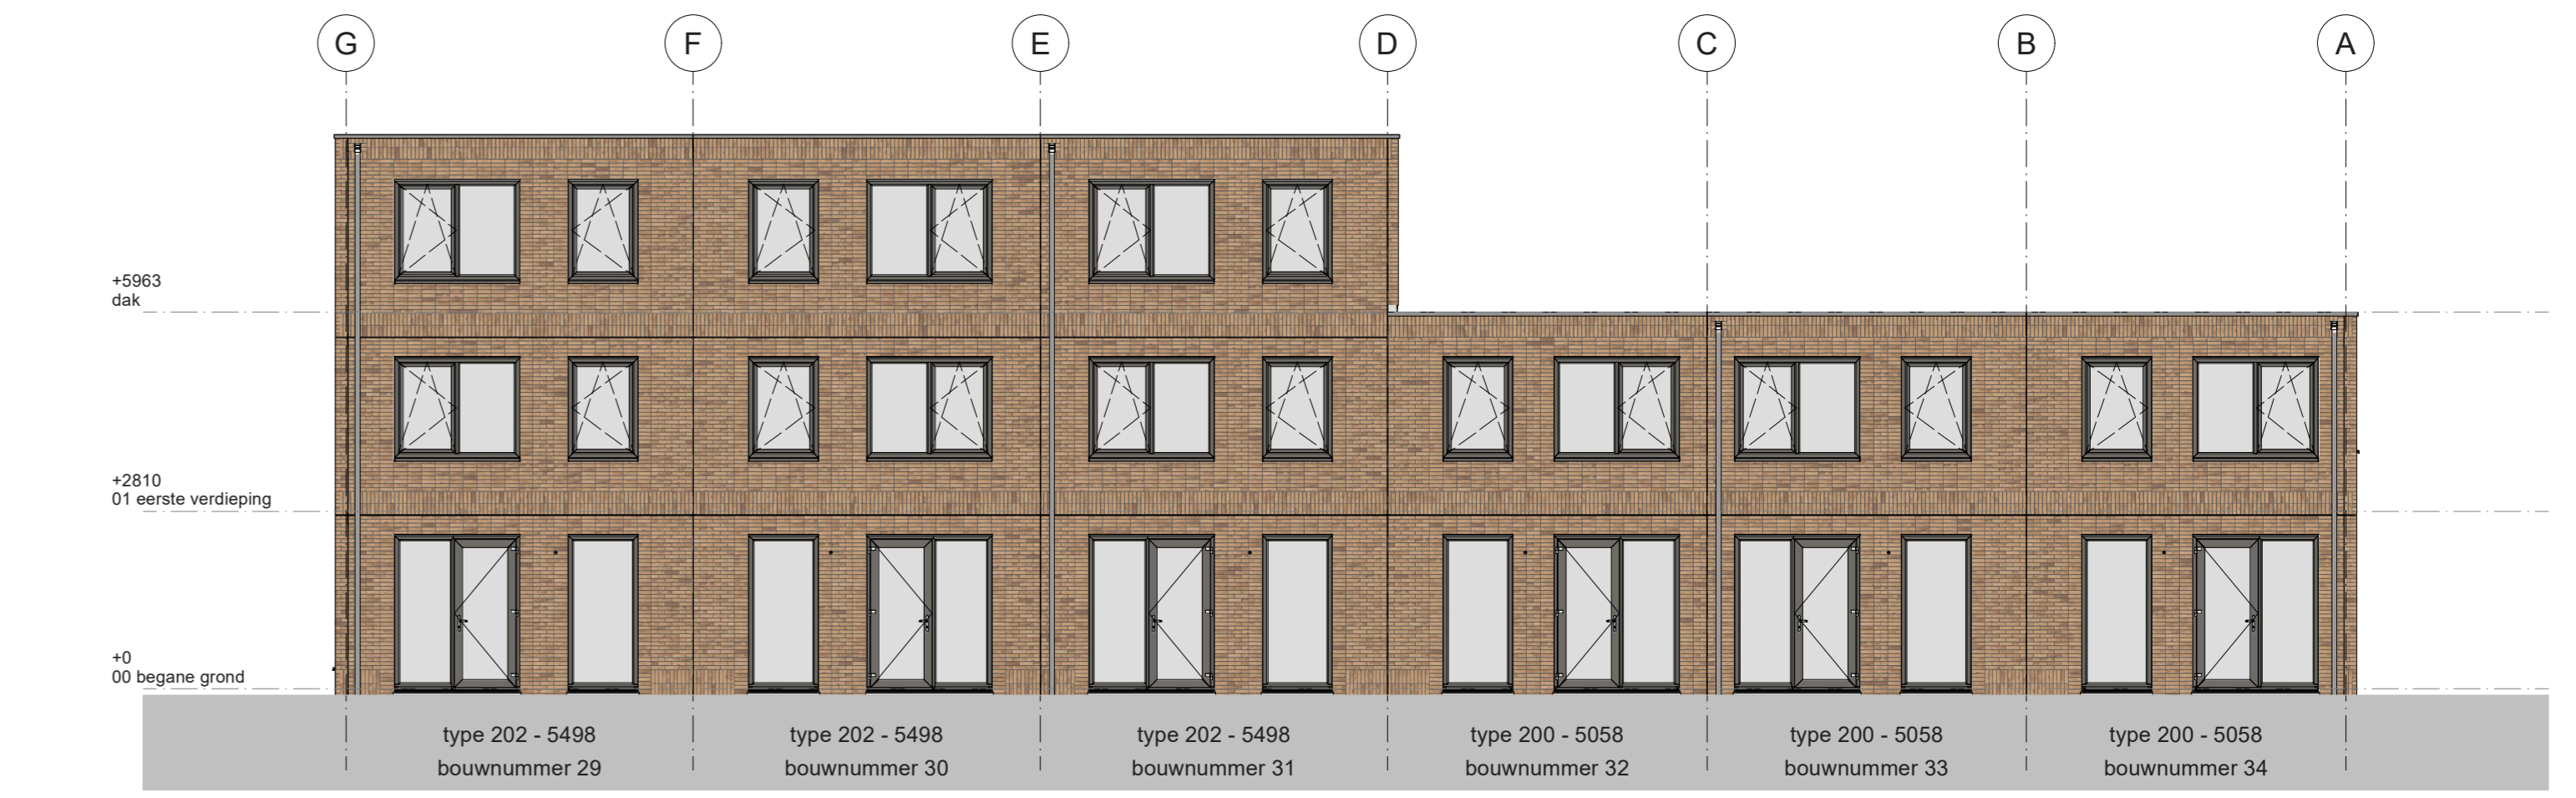 G F E D C B A
+5963
dak
+2810
01 eerste verdieping
+0
00 begane grond
type 202 - 5498
bouwnummer 29
type 202 - 5498
bouwnummer 30
type 202 - 5498
bouwnummer 31
type 200 - 5058
bouwnummer 32
type 200 - 5058
bouwnummer 33
type 200 - 5058
bouwnummer 34